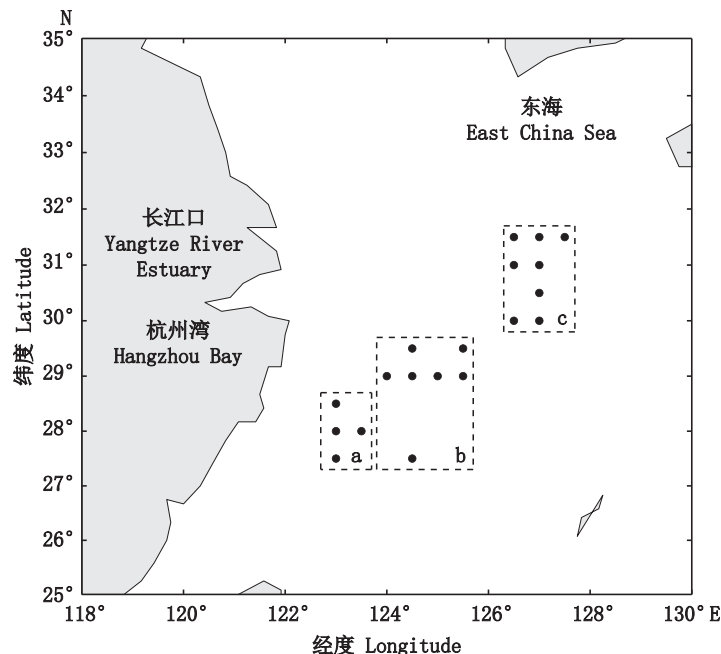 N
35°
34°
33°
32°
31°
30°
29°
28°
27°
26°
25°
纬度 Latitude
东海
East China Sea
长江口
Yangtze River
Estuary
杭州湾
Hangzhou Bay
c
a
b
118°
120°
122°
124°
126°
128°
130° E
经度 Longitude